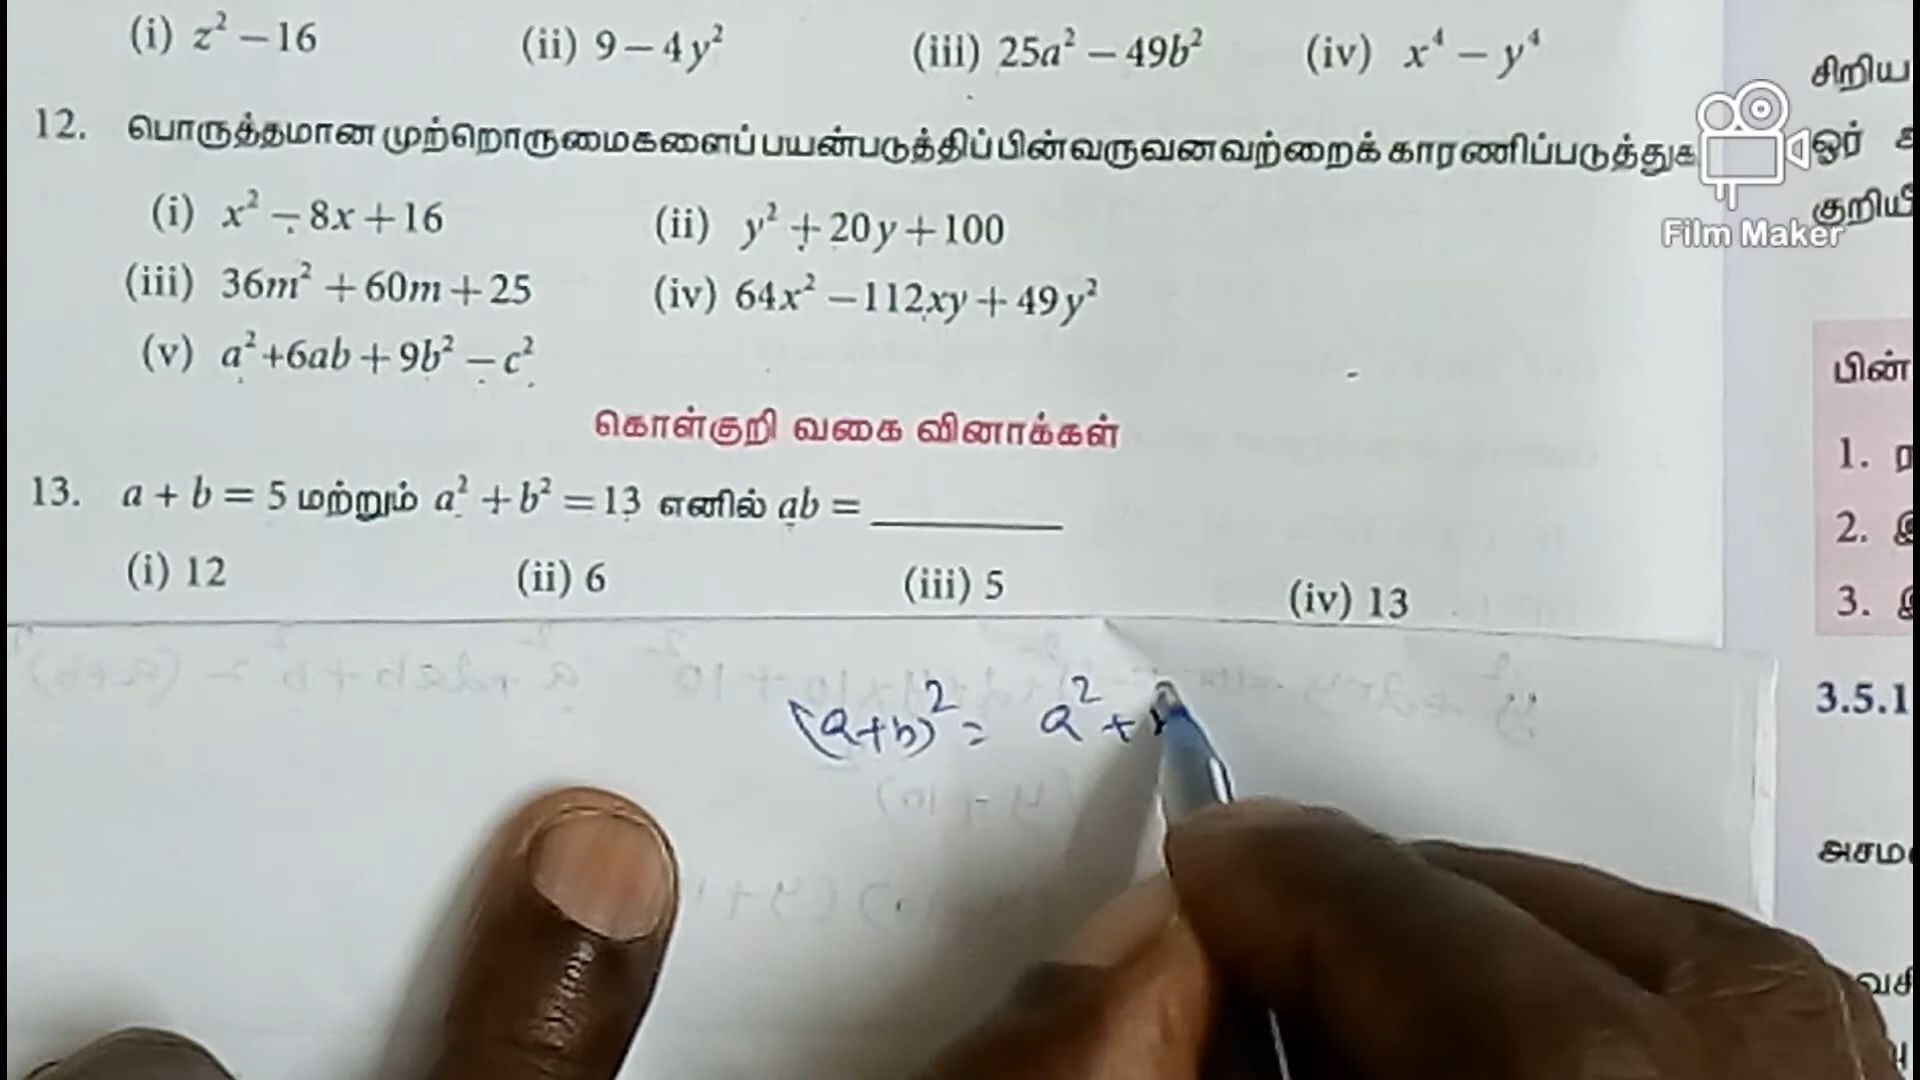 (i) z² – 16 (ii) 9 – 4y² (iii) 25a² – 49b² (iv) x⁴ – y⁴
12. பொருத்தமான முற்றொருமைகளைப் பயன்படுத்திப் பின்வருவனவற்றைக் காரணிப்படுத்துக
(i) x² – 8x + 16 (ii) y² + 20y + 100
(iii) 36m² + 60m + 25 (iv) 64x² – 112xy + 49y²
(v) a² + 6ab + 9b² – c²
கொள்குறி வகை வினாக்கள்
13. a + b = 5 மற்றும் a² + b² = 13 எனில் ab = ________
(i) 12 (ii) 6 (iii) 5 (iv) 13
(a+b)² = a² +
சிறிய
ஓர்
Film Maker
பின்
1.
2.
3.
3.5.1